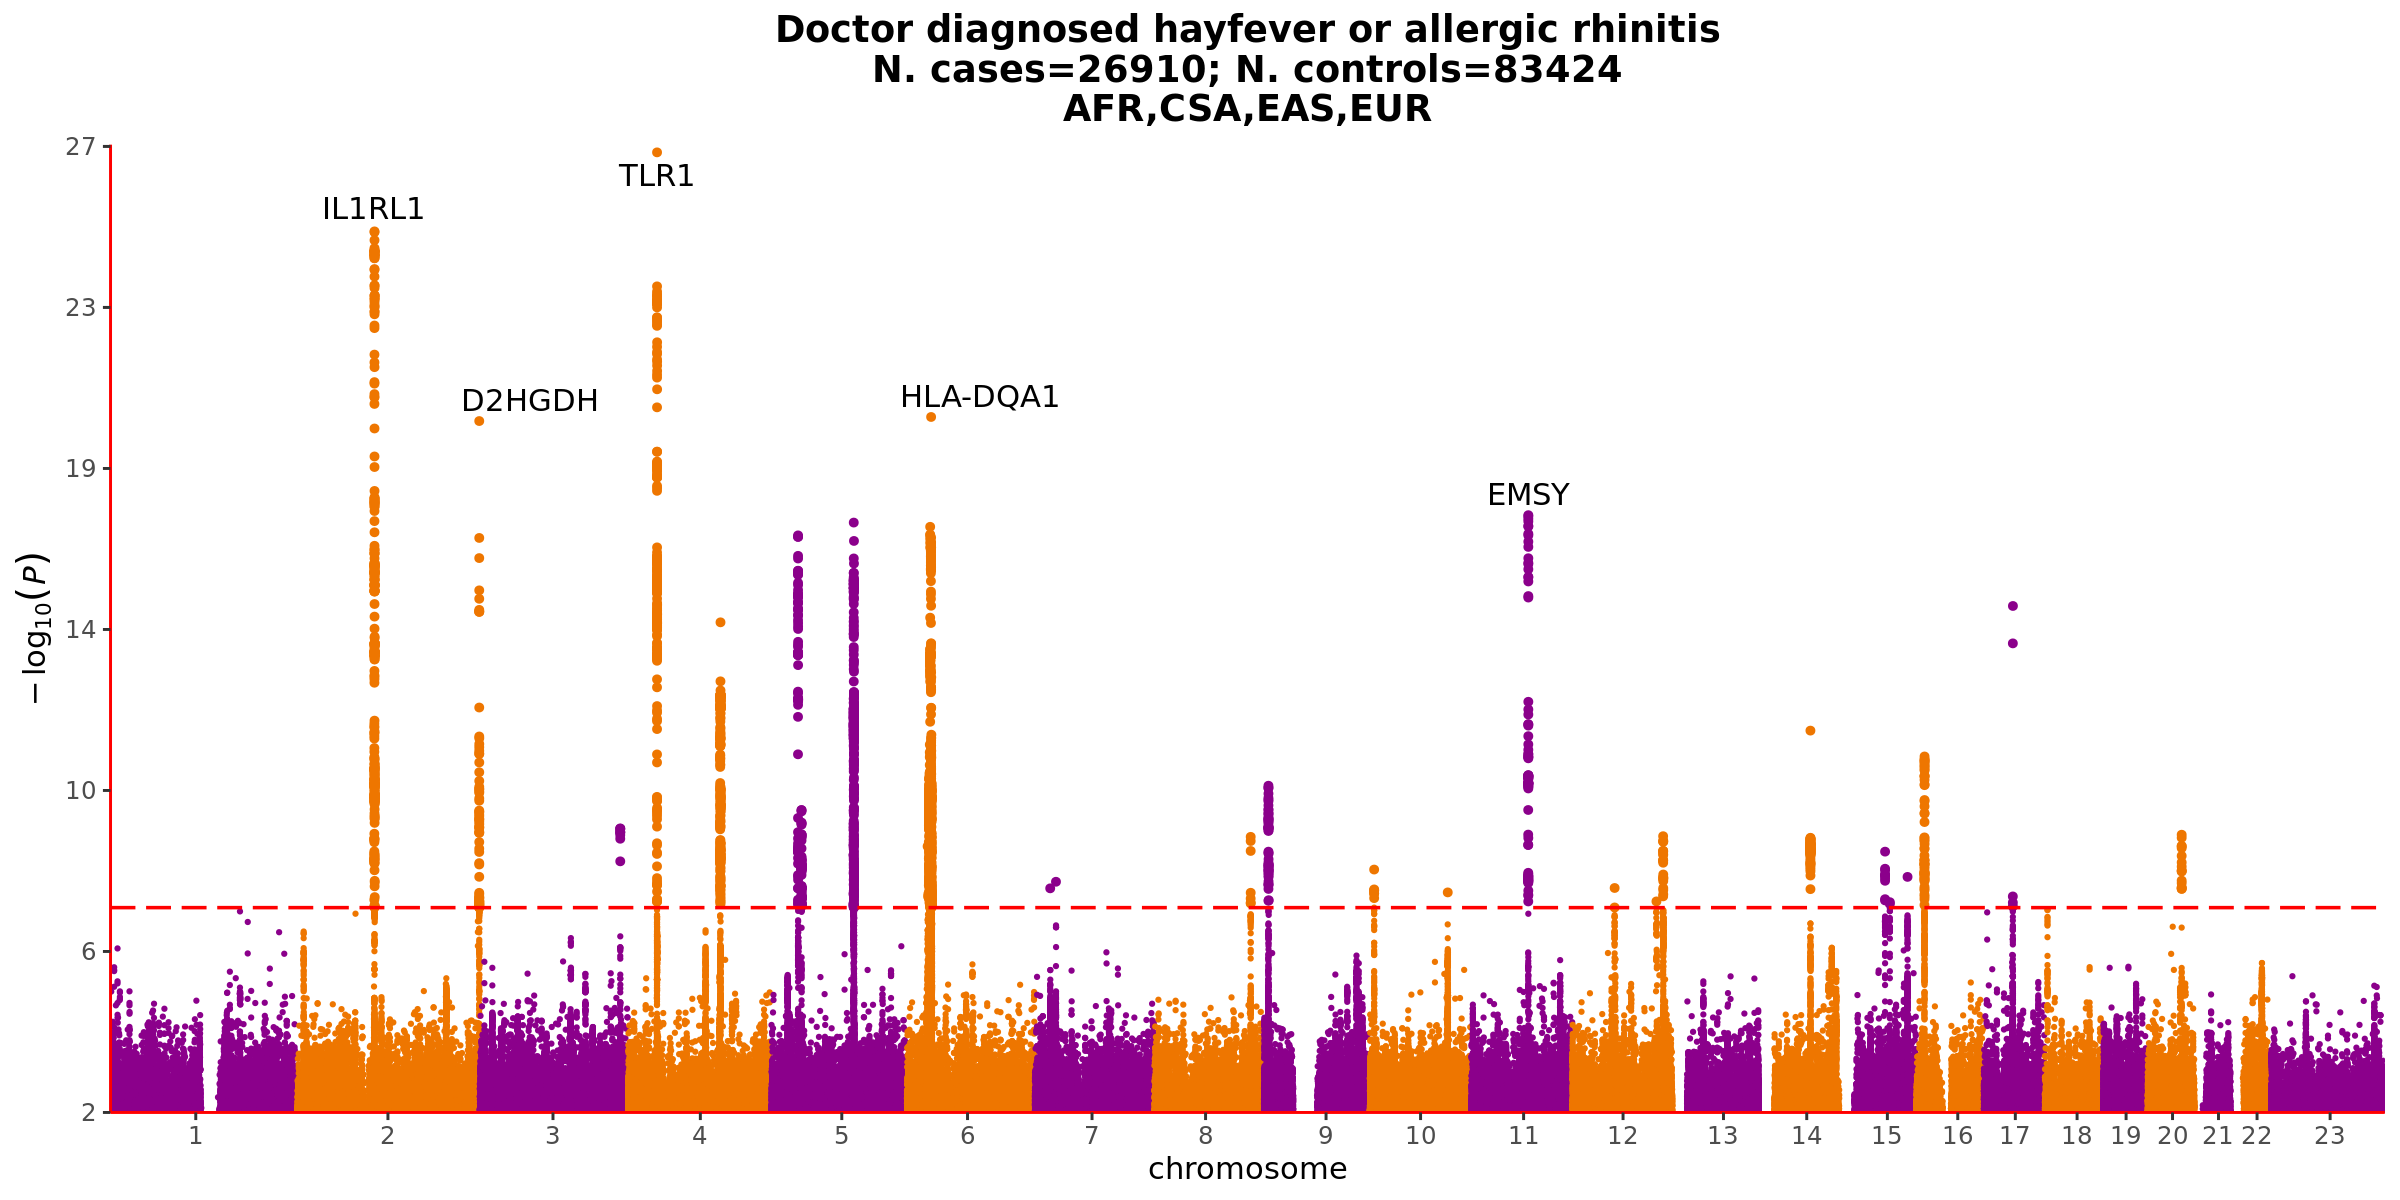 Doctor diagnosed hayfever or allergic rhinitis
N. cases=26910; N. controls=83424
AFR,CSA,EAS,EUR
27
TLR1
IL1RL1
23
D2HGDH
HLA-DQA1
19
EMSY
−log10(P)
14
10
6
2
1 2 3 4 5 6 7 8 9 10 11 12 13 14 15 16 17 18 19 20 21 22 23
chromosome